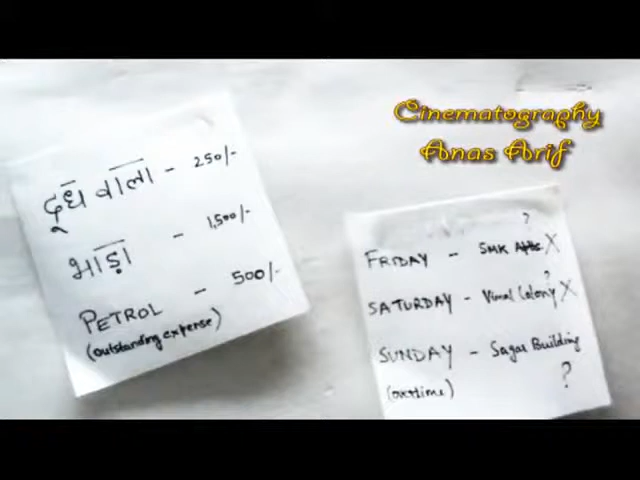 Cinematography
Anas Arif
दूध वाला - 250/-
भाड़ा - 1,500/-
PETROL - 500/-
(outstanding expense)
?
FRIDAY - SMK X
?
SATURDAY - Vimal Colony X
SUNDAY - Sagar Building
(overtime) ?